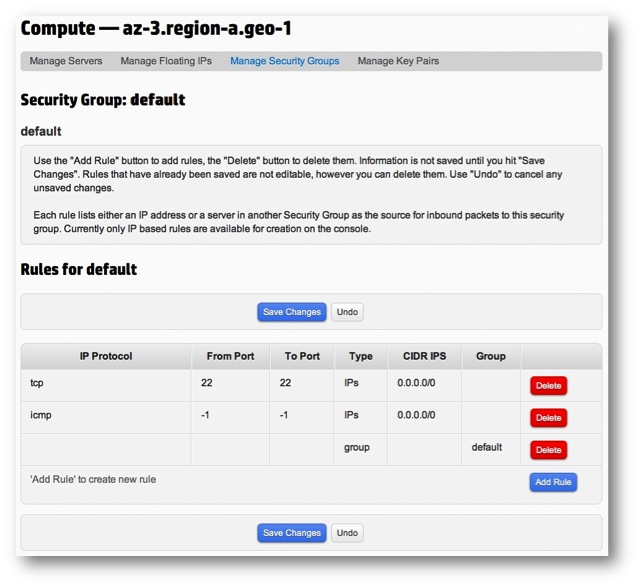 Compute — az-3.region-a.geo-1
Manage Servers Manage Floating IPs Manage Security Groups Manage Key Pairs
Security Group: default
default
Use the "Add Rule" button to add rules, the "Delete" button to delete them. Information is not saved until you hit "Save
Changes". Rules that have already been saved are not editable, however you can delete them. Use "Undo" to cancel any
unsaved changes.
Each rule lists either an IP address or a server in another Security Group as the source for inbound packets to this security
group. Currently only IP based rules are available for creation on the console.
Rules for default
Save Changes Undo
IP Protocol From Port To Port Type CIDR IPS Group
tcp 22 22 IPs 0.0.0.0/0 Delete
icmp -1 -1 IPs 0.0.0.0/0 Delete
group default Delete
'Add Rule' to create new rule Add Rule
Save Changes Undo